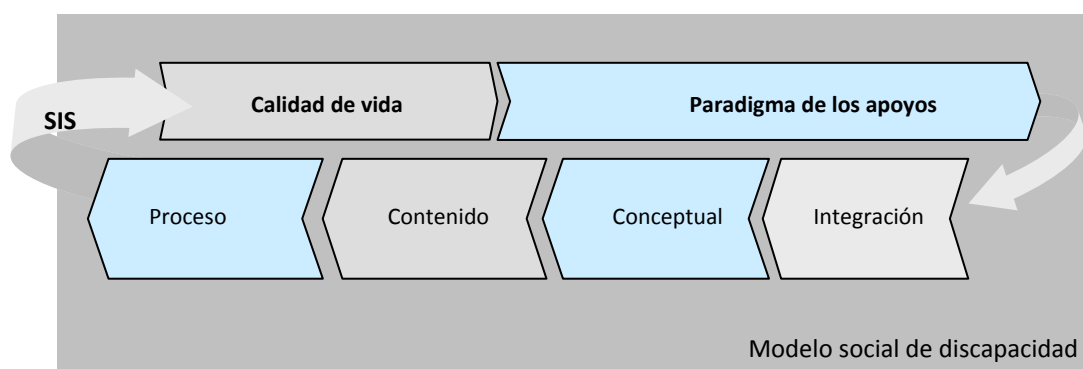 Calidad de vida
Paradigma de los apoyos
SIS
Proceso
Contenido
Conceptual
Integración
Modelo social de discapacidad